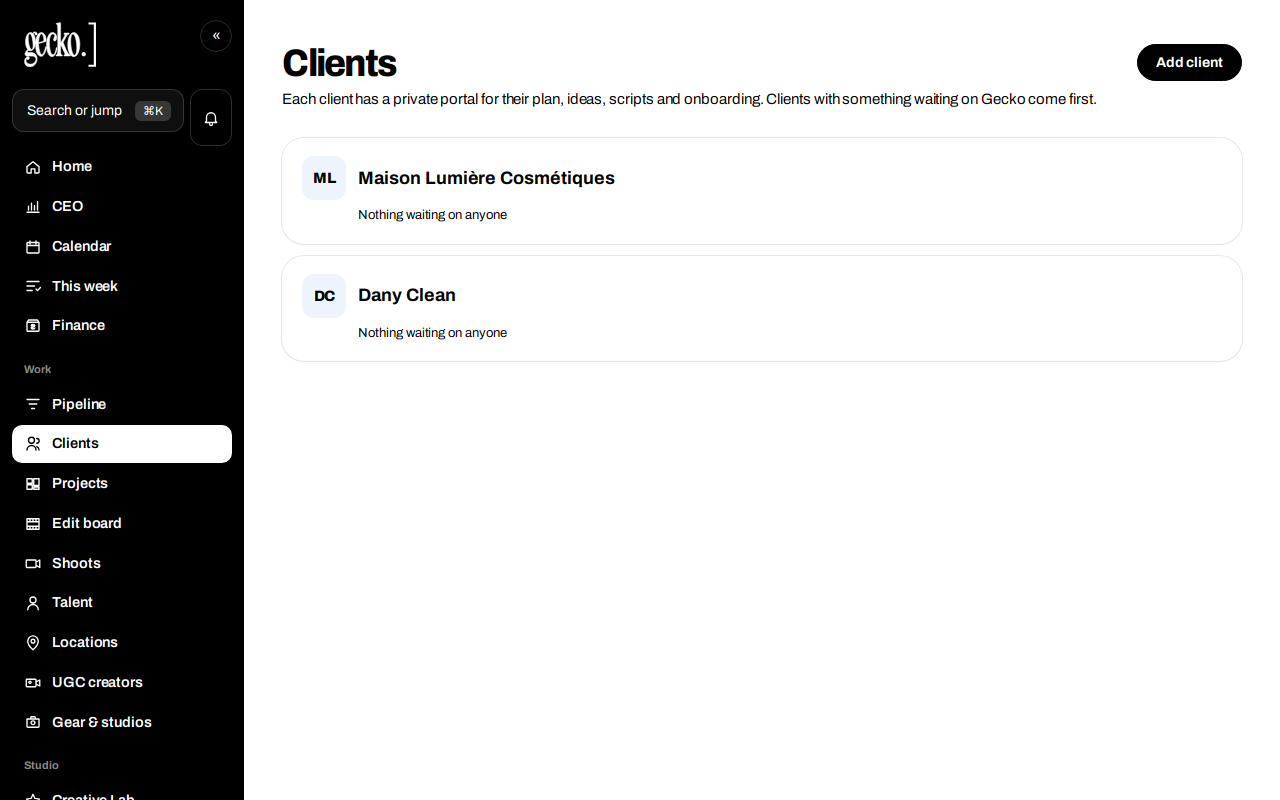 gecko.]
«
Search or jump ⌘K
Home
CEO
Calendar
This week
Finance
Work
Pipeline
Clients
Projects
Edit board
Shoots
Talent
Locations
UGC creators
Gear & studios
Studio
Creative Lab
Clients
Add client
Each client has a private portal for their plan, ideas, scripts and onboarding. Clients with something waiting on Gecko come first.
ML
Maison Lumière Cosmétiques
Nothing waiting on anyone
DC
Dany Clean
Nothing waiting on anyone